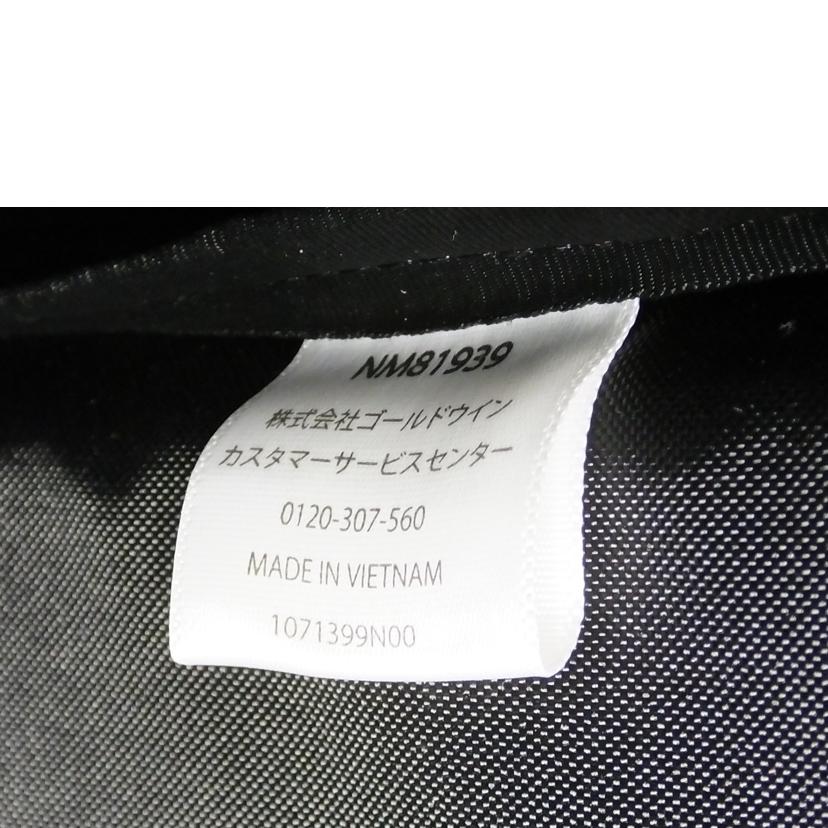 NM81939
株式会社ゴールドウイン
カスタマーサービスセンター
0120-307-560
MADE IN VIETNAM
1071399N00